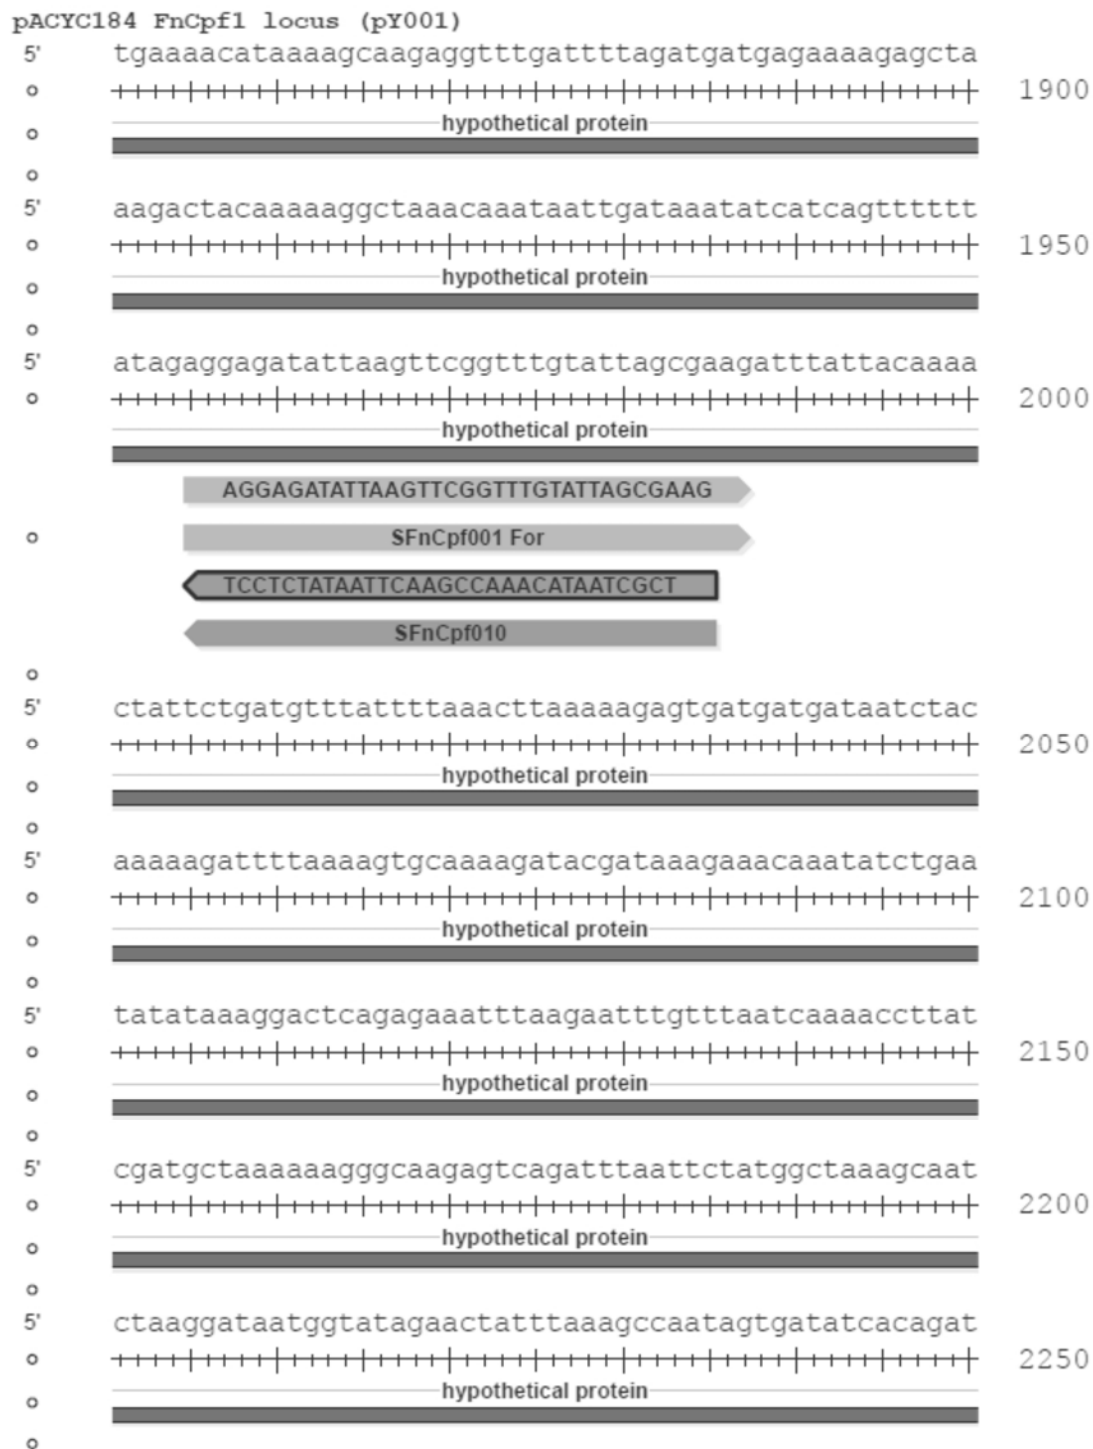 pACYC184 FnCpf1 locus (pY001)
5' tgaaaacataaaagcaagaggtttgattttagatgatgagaaaagagcta
1900
hypothetical protein
5' aagactacaaaaaggctaaacaaataattgataaatatcatcagtttttt
1950
hypothetical protein
5' atagaggagatattaagttcggtttgtattagcgaagatttattacaaaa
2000
hypothetical protein
AGGAGATATTAAGTTCGGTTTGTATTAGCGAAG
SFnCpf001 For
TCCTCTATAATTCAAGCCAAACATAATCGCT
SFnCpf010
5' ctattctgatgtttattttaaacttaaaaagagtgatgatgataatctac
2050
hypothetical protein
5' aaaaagattttaaaagtgcaaaagatacgataaagaaacaaatatctgaa
2100
hypothetical protein
5' tatataaaggactcagagaaatttaagaatttgtttaatcaaaaccttat
2150
hypothetical protein
5' cgatgctaaaaaagggcaagagtcagatttaattctatggctaaagcaat
2200
hypothetical protein
5' ctaaggataatggtatagaactatttaaagccaatagtgatatcacagat
2250
hypothetical protein